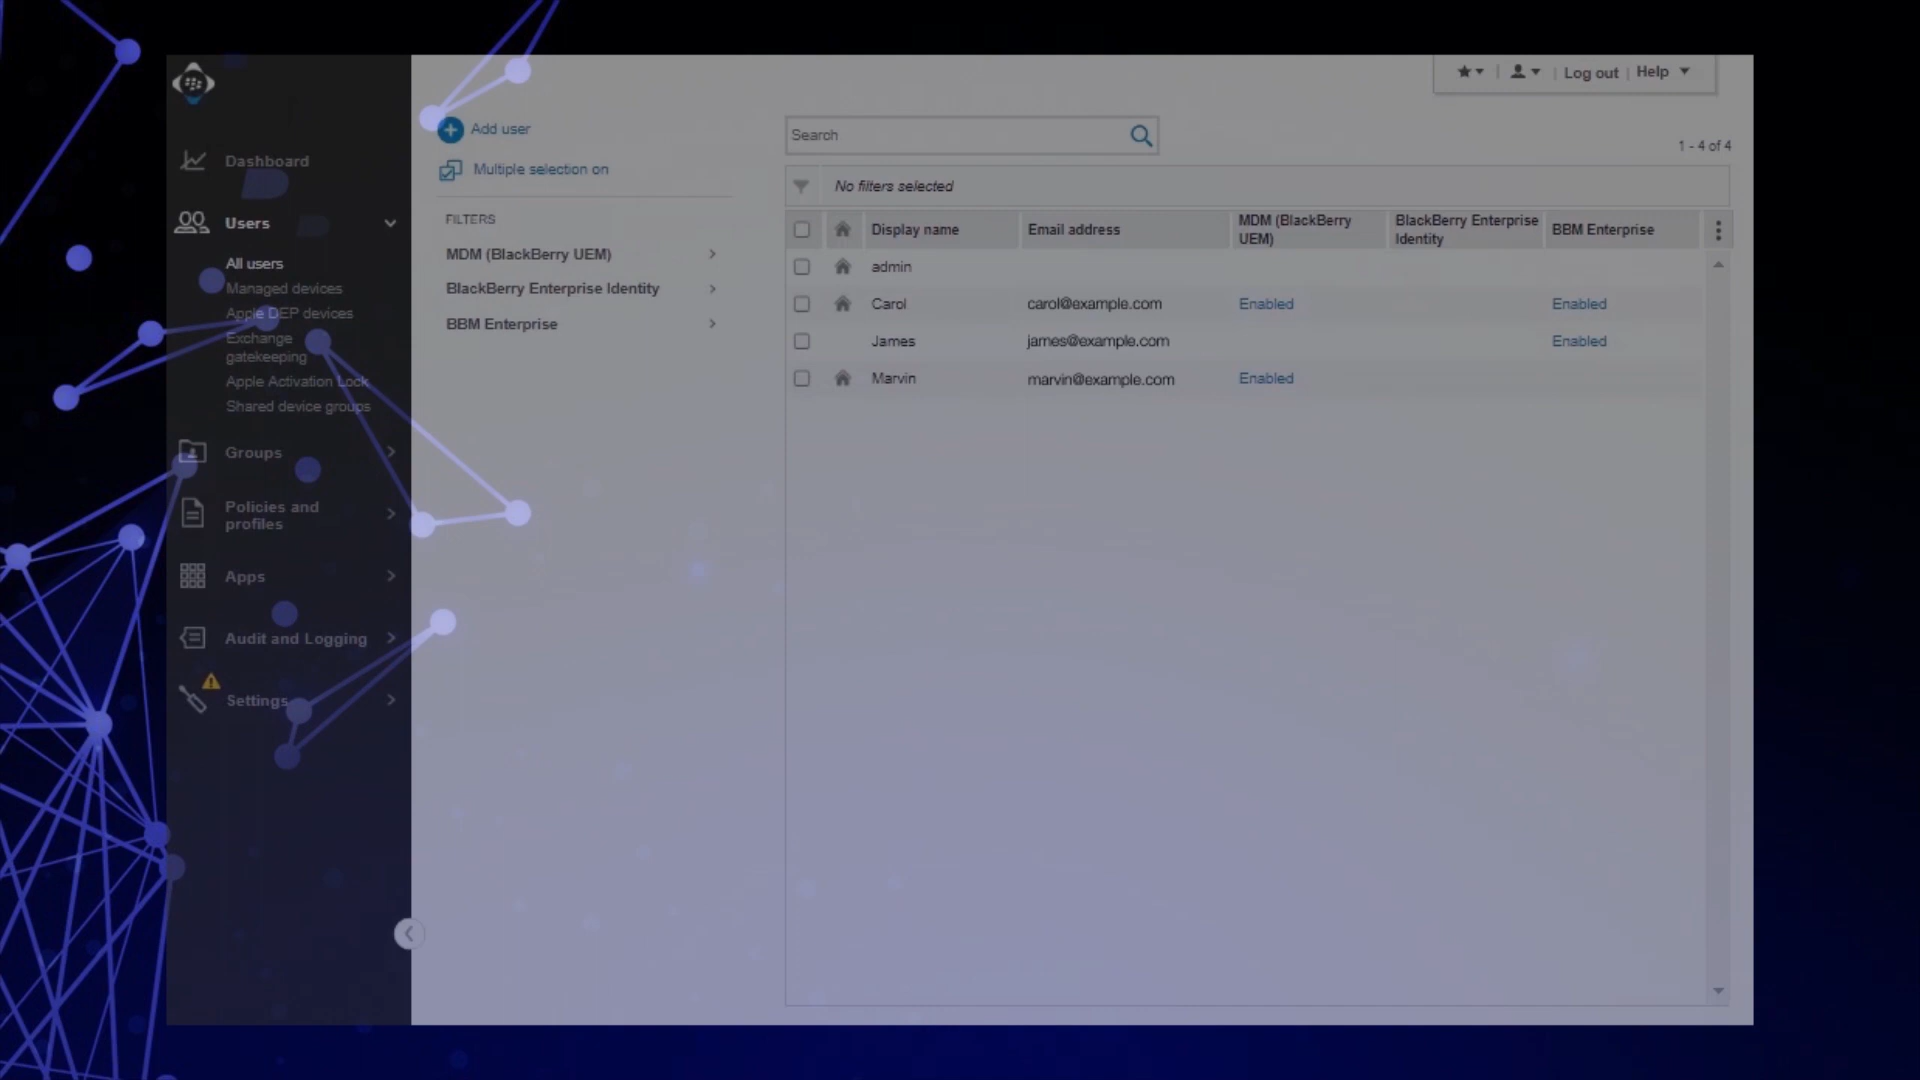 Log out
Help
Add user
Multiple selection on
Search
1 - 4 of 4
No filters selected
Dashboard
Users
All users
Managed devices
Apple DEP devices
Exchange
gatekeeping
Apple Activation Lock
Shared device groups
Groups
Policies and
profiles
Apps
Audit and Logging
Settings
FILTERS
MDM (BlackBerry UEM)
BlackBerry Enterprise Identity
BBM Enterprise
Display name
Email address
MDM (BlackBerry
UEM)
BlackBerry Enterprise
Identity
BBM Enterprise
admin
Carol carol@example.com Enabled Enabled
James james@example.com Enabled
Marvin marvin@example.com Enabled